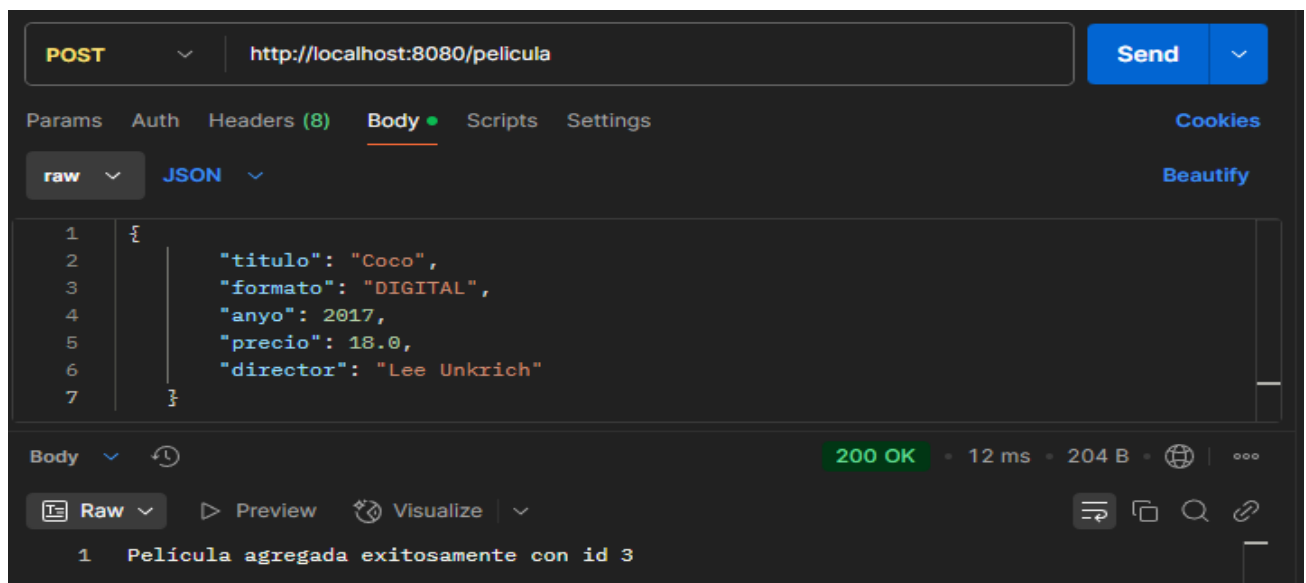 POST http://localhost:8080/pelicula Send
Params Auth Headers (8) Body Scripts Settings Cookies
raw JSON Beautify
1 {
2 "titulo": "Coco",
3 "formato": "DIGITAL",
4 "anyo": 2017,
5 "precio": 18.0,
6 "director": "Lee Unkrich"
7 }
Body 200 OK • 12 ms • 204 B
Raw Preview Visualize
1 Película agregada exitosamente con id 3